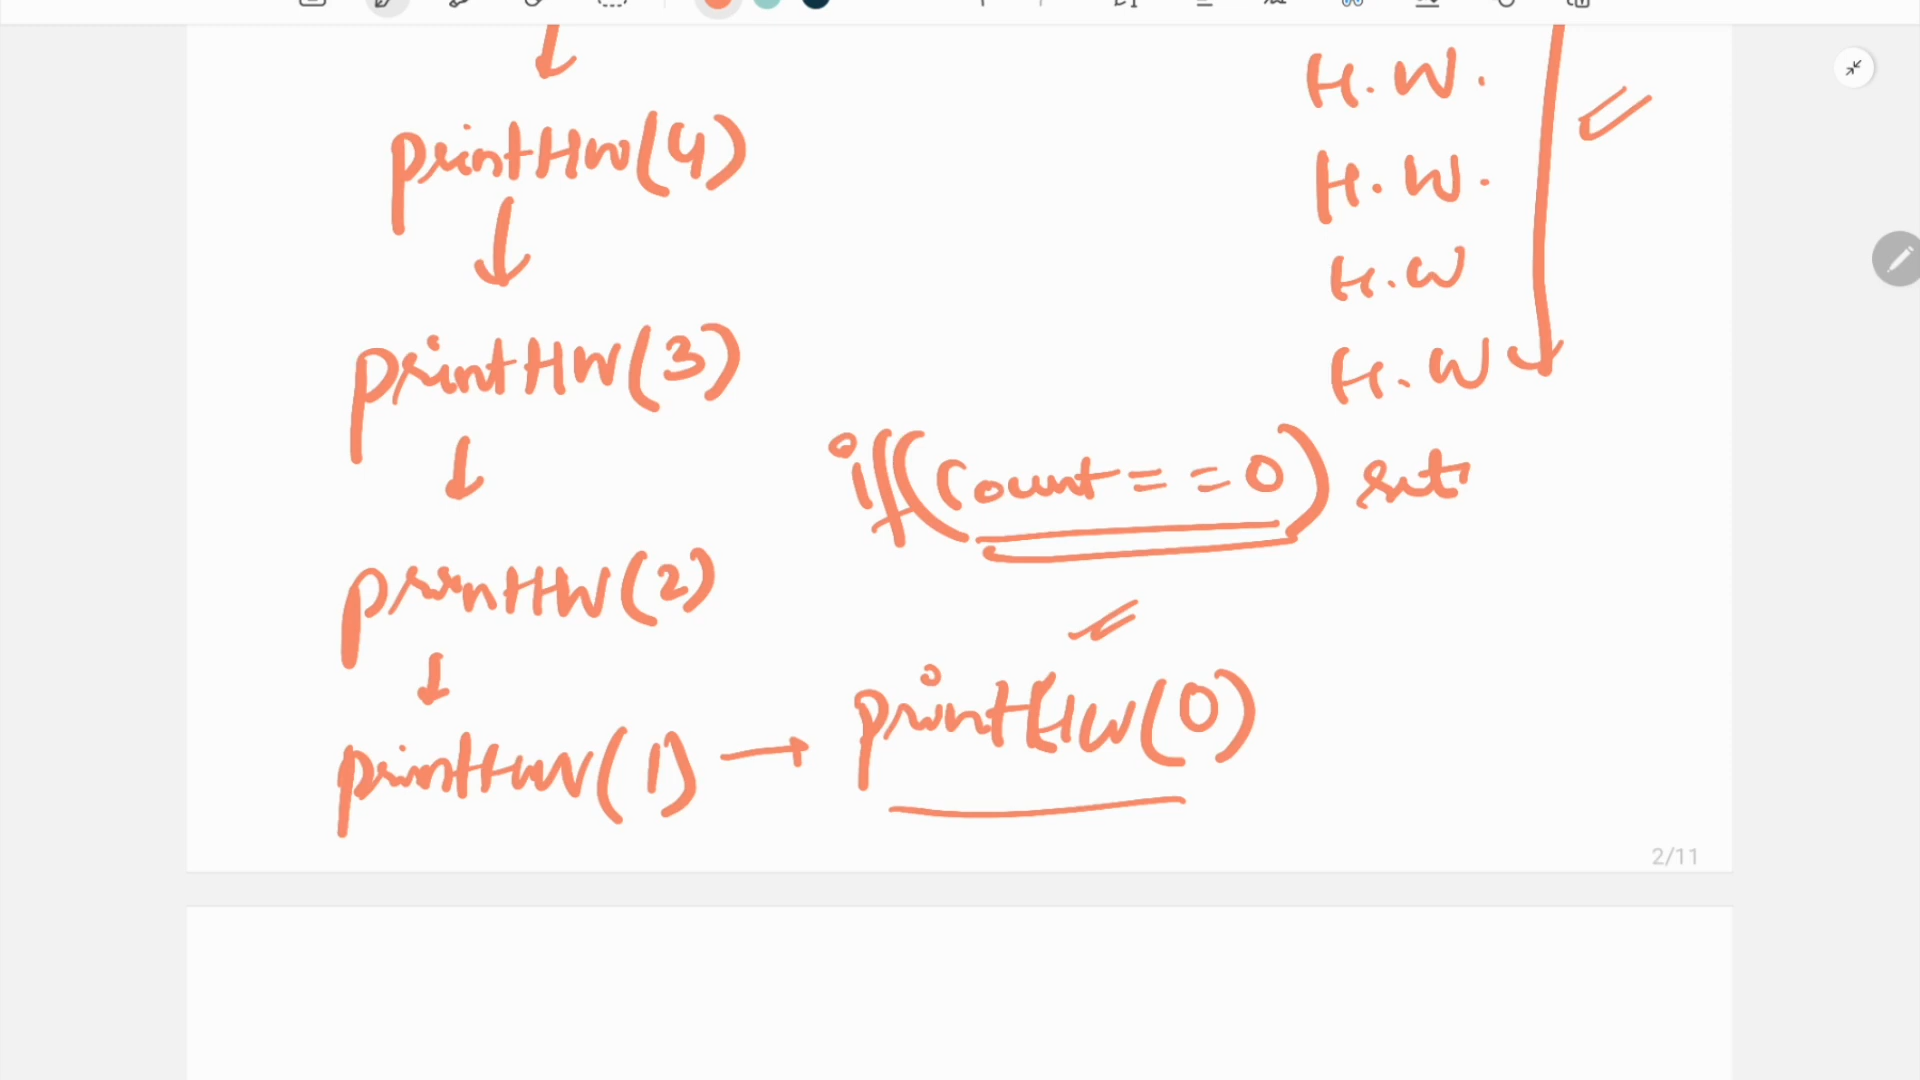 printHW(4)
printHW(3)
printHW(2)
printHW(1) → printHW(0)
H.W.
H.W.
H.W
H.W
if(count==0)
2/11